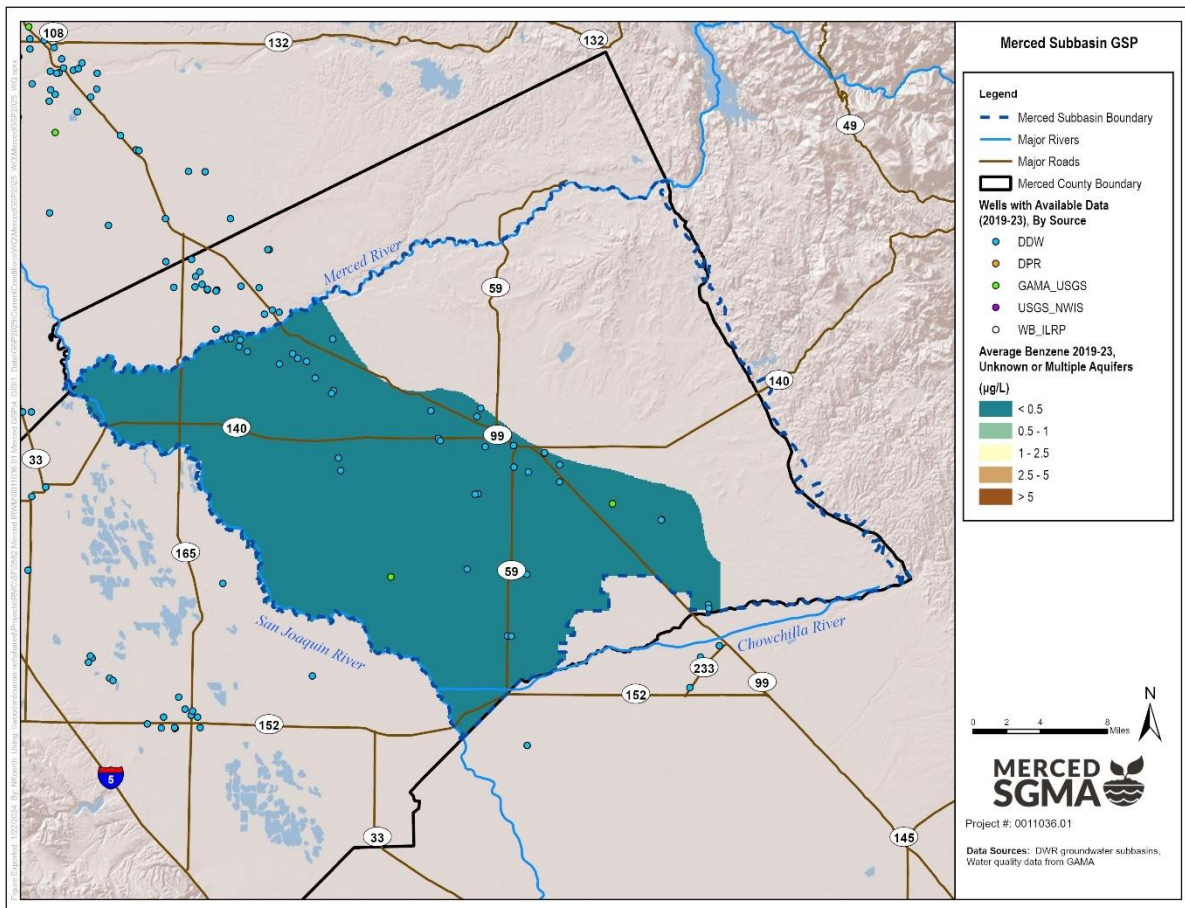 108
132
132
49
Merced River
59
140
140
99
33
165
59
San Joaquin River
Chowchilla River
233
152
99
152
5
33
145
Merced Subbasin GSP
Legend
Merced Subbasin Boundary
Major Rivers
Major Roads
Merced County Boundary
Wells with Available Data
(2019-23), By Source
DDW
DPR
GAMA_USGS
USGS_NWIS
WB_ILRP
Average Benzene 2019-23,
Unknown or Multiple Aquifers
(µg/L)
< 0.5
0.5 - 1
1 - 2.5
2.5 - 5
> 5
N
0 2 4 8
Miles
MERCED
SGMA
Project #: 0011036.01
Data Sources: DWR groundwater subbasins,
Water quality data from GAMA